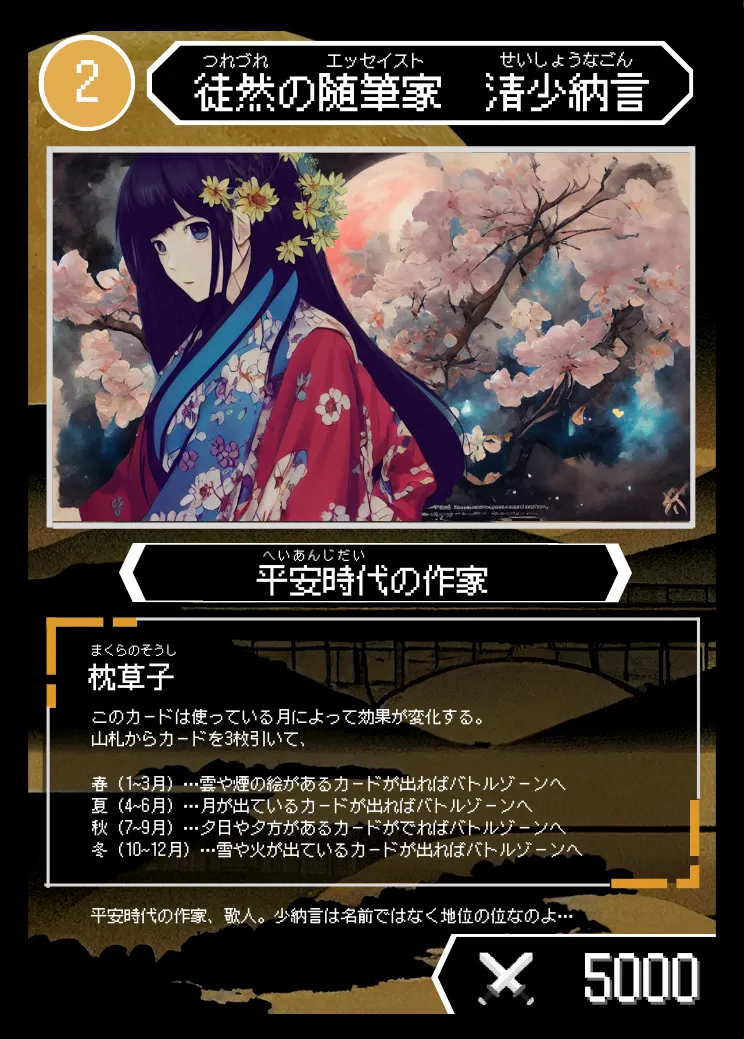 2
つれづれ エッセイスト せいしょうなごん
徒然の随筆家 清少納言
へいあんじだい
平安時代の作家
まくらのそうし
枕草子
このカードは使っている月によって効果が変化する。
山札からカードを3枚引いて、
春（1~3月）…雲や煙の絵があるカードが出ればバトルゾーンへ
夏（4~6月）…月が出ているカードが出ればバトルゾーンへ
秋（7~9月）…夕日や夕方があるカードがでればバトルゾーンへ
冬（10~12月）…雪や火が出ているカードが出ればバトルゾーンへ
平安時代の作家、歌人。少納言は名前ではなく地位の位なのよ…
5000